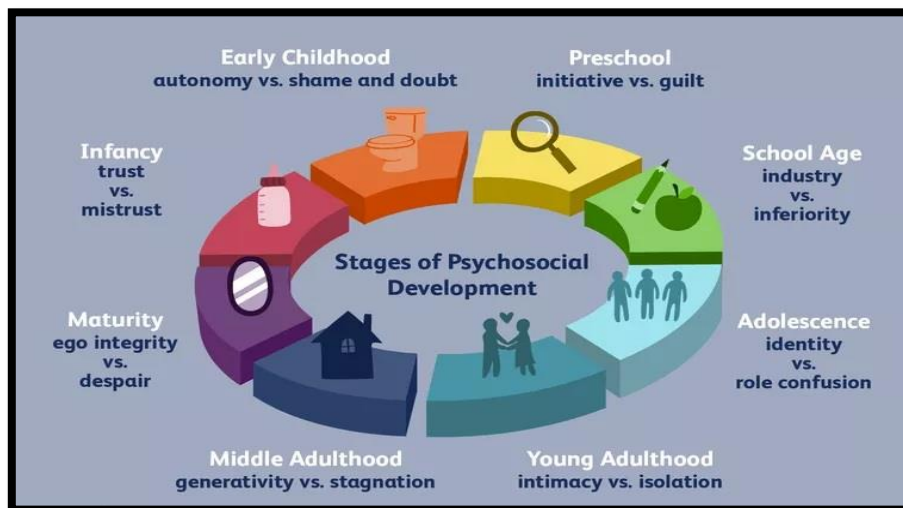 Early Childhood
autonomy vs. shame and doubt
Preschool
initiative vs. guilt
Infancy
trust
vs.
mistrust
School Age
industry
vs.
inferiority
Stages of Psychosocial
Development
Maturity
ego integrity
vs.
despair
Adolescence
identity
vs.
role confusion
Middle Adulthood
generativity vs. stagnation
Young Adulthood
intimacy vs. isolation